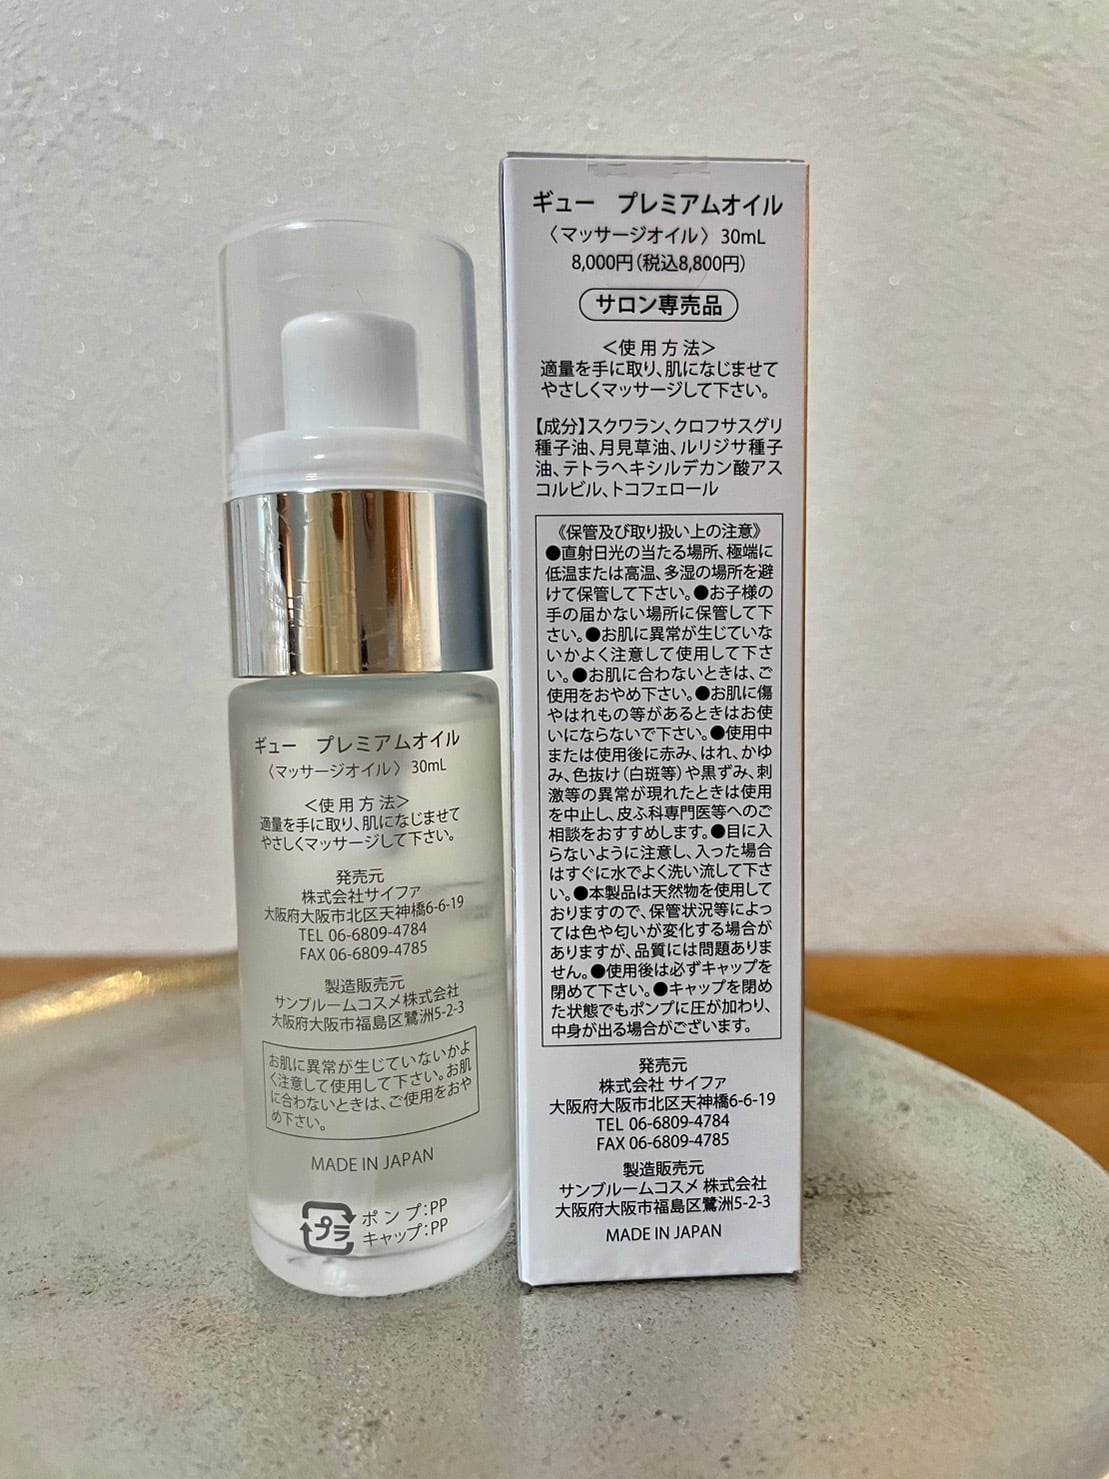 ギュー　プレミアムオイル
〈マッサージオイル〉 30mL
＜使用方法＞
適量を手に取り、肌になじませて
やさしくマッサージして下さい。
発売元
株式会社サイファ
大阪府大阪市北区天神橋6-6-19
TEL 06-6809-4784
FAX 06-6809-4785
製造販売元
サンブルームコスメ株式会社
大阪府大阪市福島区鷺洲5-2-3
お肌に異常が生じていないかよ
く注意して使用して下さい。お肌
に合わないときは、ご使用をおや
め下さい。
MADE IN JAPAN
プラ
ポンプ：PP
キャップ：PP
ギュー　プレミアムオイル
〈マッサージオイル〉 30mL
8,000円（税込8,800円）
サロン専売品
＜使用方法＞
適量を手に取り、肌になじませて
やさしくマッサージして下さい。
【成分】スクワラン、クロフサスグリ
種子油、月見草油、ルリジサ種子
油、テトラヘキシルデカン酸アス
コルビル、トコフェロール
《保管及び取り扱い上の注意》
●直射日光の当たる場所、極端に
低温または高温、多湿の場所を避
けて保管して下さい。●お子様の
手の届かない場所に保管して下
さい。●お肌に異常が生じていな
いかよく注意して使用して下さ
い。●お肌に合わないときは、ご
使用をおやめ下さい。●お肌に傷
やはれもの等があるときはお使
いにならないで下さい。●使用中
または使用後に赤み、はれ、かゆ
み、色抜け（白斑等）や黒ずみ、刺
激等の異常が現れたときは使用
を中止し、皮ふ科専門医等へのご
相談をおすすめします。●目に入
らないように注意し、入った場合
はすぐに水でよく洗い流して下さ
い。●本製品は天然物を使用して
おりますので、保管状況等によっ
ては色や匂いが変化する場合が
ありますが、品質には問題ありま
せん。●使用後は必ずキャップを
閉めて下さい。●キャップを閉め
た状態でもポンプに圧が加わり、
中身が出る場合がございます。
発売元
株式会社 サイファ
大阪府大阪市北区天神橋6-6-19
TEL 06-6809-4784
FAX 06-6809-4785
製造販売元
サンブルームコスメ 株式会社
大阪府大阪市福島区鷺洲5-2-3
MADE IN JAPAN